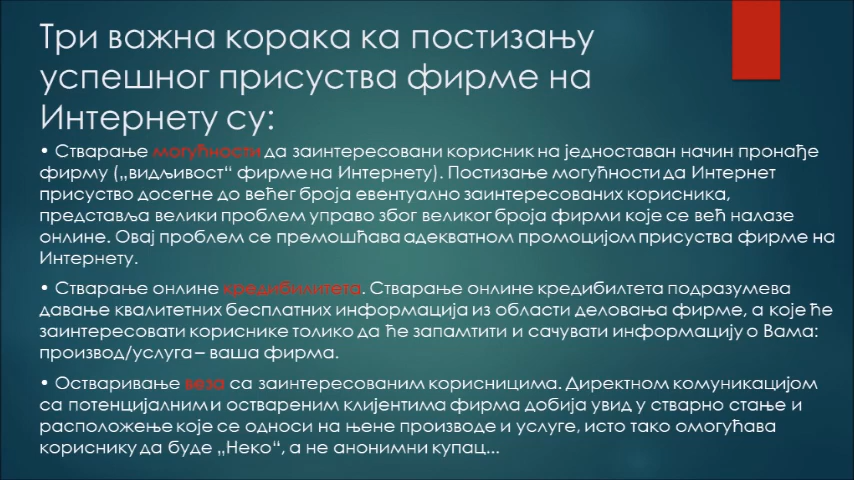 Три важна корака ка постизању
успешног присуства фирме на
Интернету су:
• Стварање могућности да заинтересовани корисник на једноставан начин пронађе
фирму („видљивост“ фирме на Интернету). Постизање могућности да Интернет
присуство досегне до већег броја евентуално заинтересованих корисника,
представља велики проблем управо због великог броја фирми које се већ налазе
онлине. Овај проблем се премошћава адекватном промоцијом присуства фирме на
Интернету.
• Стварање онлине кредибилитета. Стварање онлине кредибилтета подразумева
давање квалитетних бесплатних информација из области деловања фирме, а које ће
заинтересовати кориснике толико да ће запамтити и сачувати информацију о Вама:
производ/услуга – ваша фирма.
• Остваривање веза са заинтересованим корисницима. Директном комуникацијом
са потенцијалним и оствареним клијентима фирма добија увид у стварно стање и
расположење које се односи на њене производе и услуге, исто тако омогућава
кориснику да буде „Неко“, а не анонимни купац...